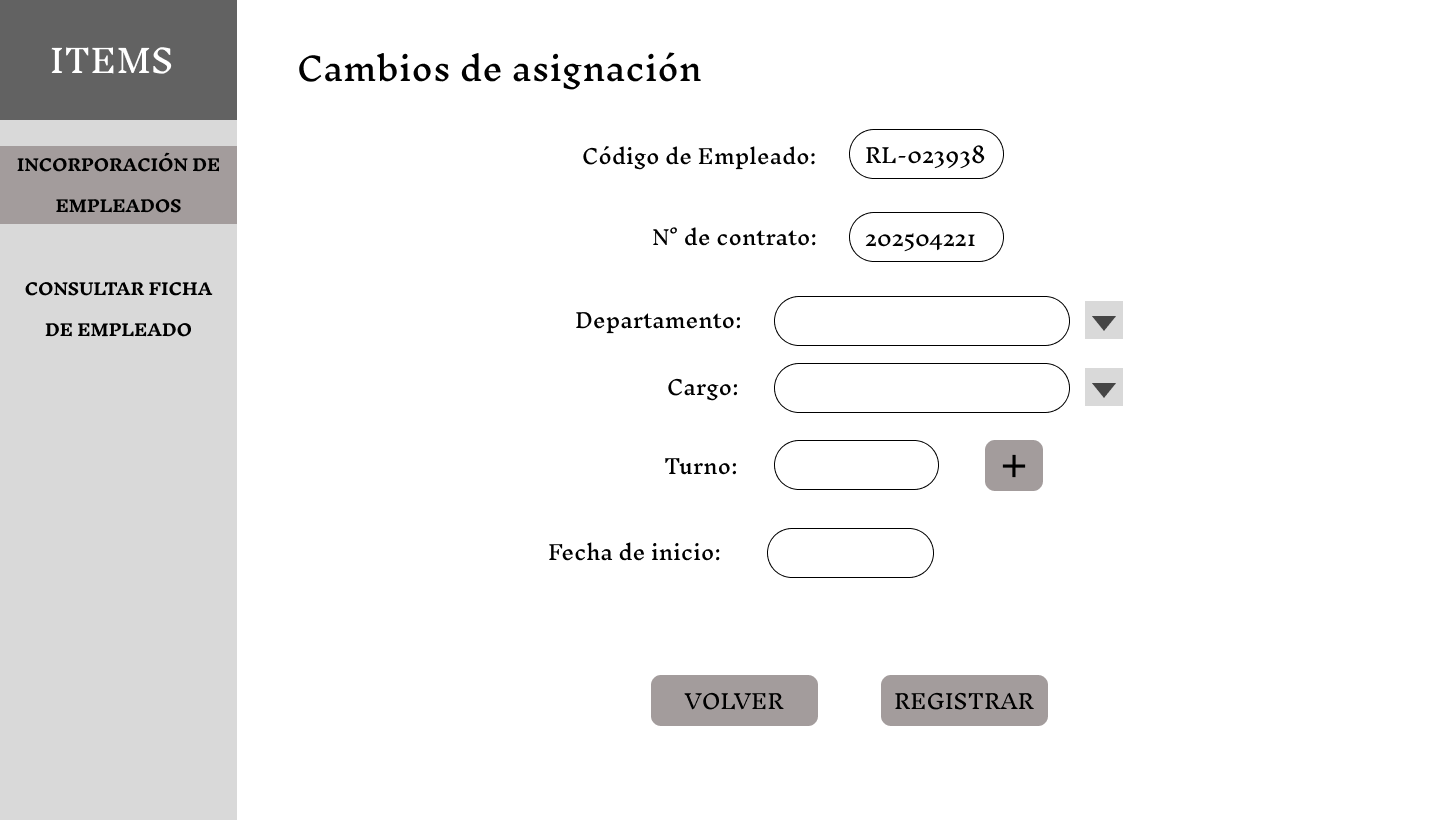 ITEMS
INCORPORACIÓN DE
EMPLEADOS
CONSULTAR FICHA
DE EMPLEADO
Cambios de asignación
Código de Empleado: RL-023938
N° de contrato: 202504221
Departamento:
Cargo:
Turno: +
Fecha de inicio:
VOLVER REGISTRAR